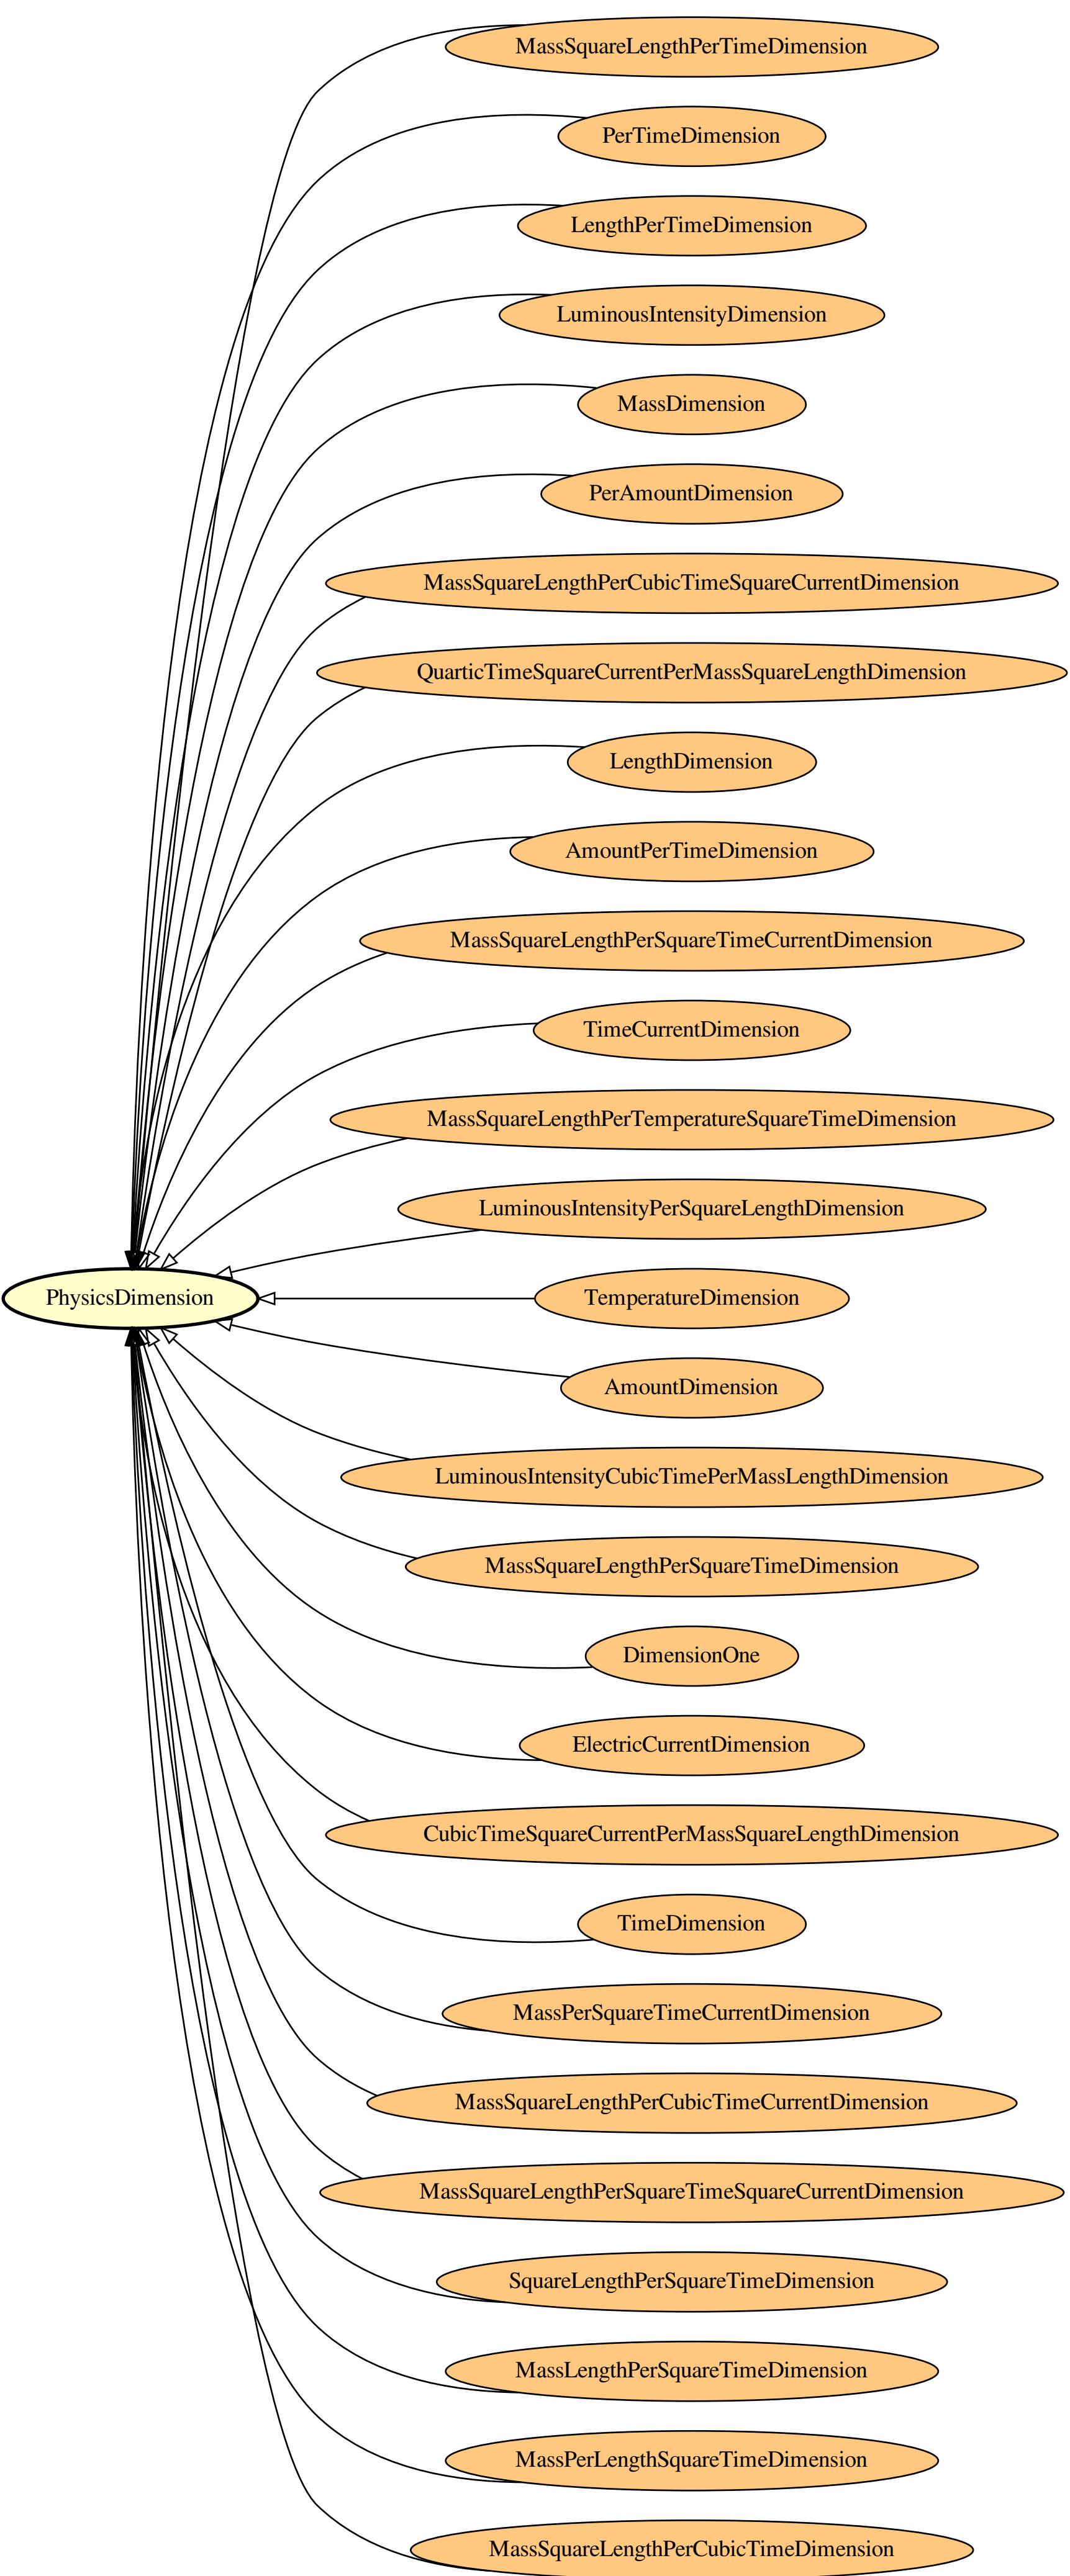 MassSquareLengthPerTimeDimension
PerTimeDimension
LengthPerTimeDimension
LuminousIntensityDimension
MassDimension
PerAmountDimension
MassSquareLengthPerCubicTimeSquareCurrentDimension
QuarticTimeSquareCurrentPerMassSquareLengthDimension
LengthDimension
AmountPerTimeDimension
MassSquareLengthPerSquareTimeCurrentDimension
TimeCurrentDimension
MassSquareLengthPerTemperatureSquareTimeDimension
LuminousIntensityPerSquareLengthDimension
PhysicsDimension
TemperatureDimension
AmountDimension
LuminousIntensityCubicTimePerMassLengthDimension
MassSquareLengthPerSquareTimeDimension
DimensionOne
ElectricCurrentDimension
CubicTimeSquareCurrentPerMassSquareLengthDimension
TimeDimension
MassPerSquareTimeCurrentDimension
MassSquareLengthPerCubicTimeCurrentDimension
MassSquareLengthPerSquareTimeSquareCurrentDimension
SquareLengthPerSquareTimeDimension
MassLengthPerSquareTimeDimension
MassPerLengthSquareTimeDimension
MassSquareLengthPerCubicTimeDimension